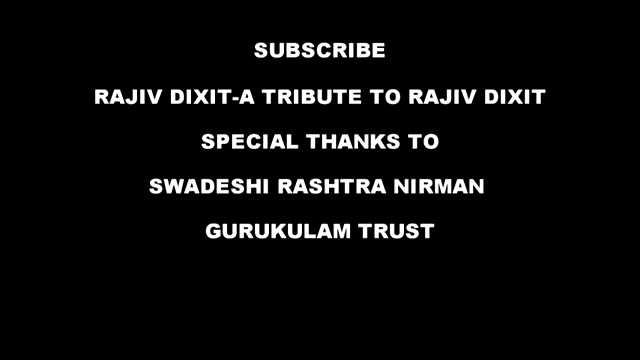 SUBSCRIBE
RAJIV DIXIT-A TRIBUTE TO RAJIV DIXIT
SPECIAL THANKS TO
SWADESHI RASHTRA NIRMAN
GURUKULAM TRUST